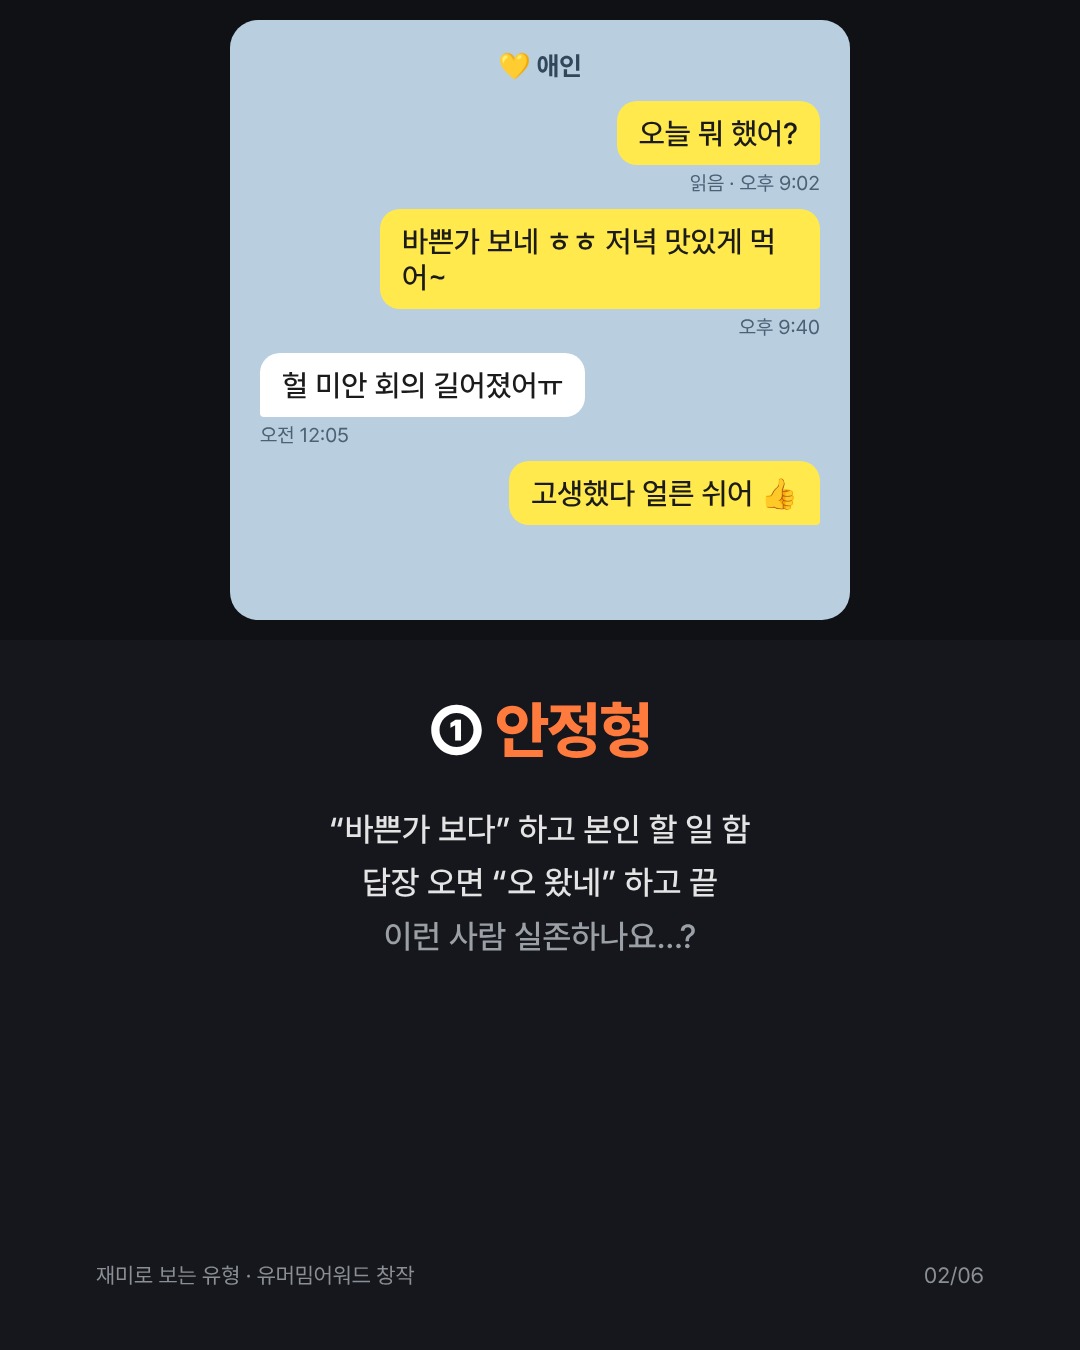 💛 애인
오늘 뭐 했어?
읽음 · 오후 9:02
바쁜가 보네 ㅎㅎ 저녁 맛있게 먹
어~
오후 9:40
헐 미안 회의 길어졌어ㅠ
오전 12:05
고생했다 얼른 쉬어 👍
① 안정형
“바쁜가 보다” 하고 본인 할 일 함
답장 오면 “오 왔네” 하고 끝
이런 사람 실존하나요...?
재미로 보는 유형 · 유머밈어워드 창작
02/06